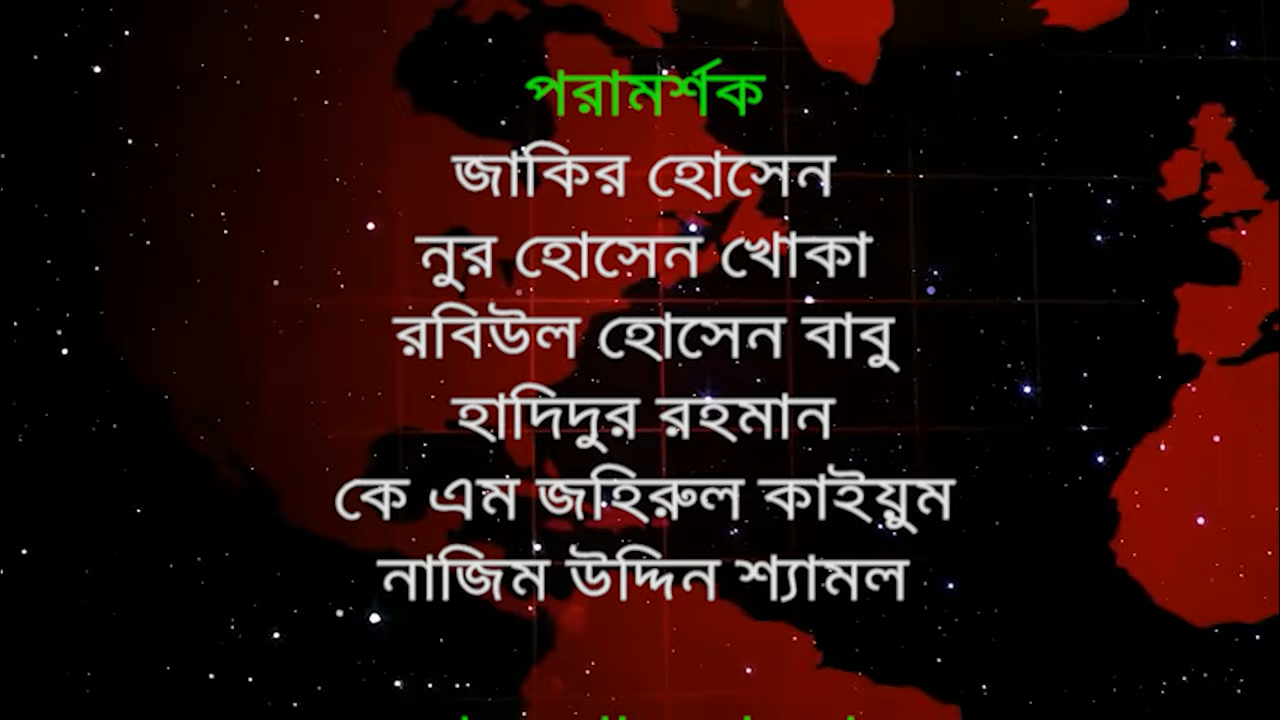 পরামর্শক
জাকির হোসেন
নুর হোসেন খোকা
রবিউল হোসেন বাবু
হাদিদুর রহমান
কে এম জহিরুল কাইয়ুম
নাজিম উদ্দিন শ্যামল